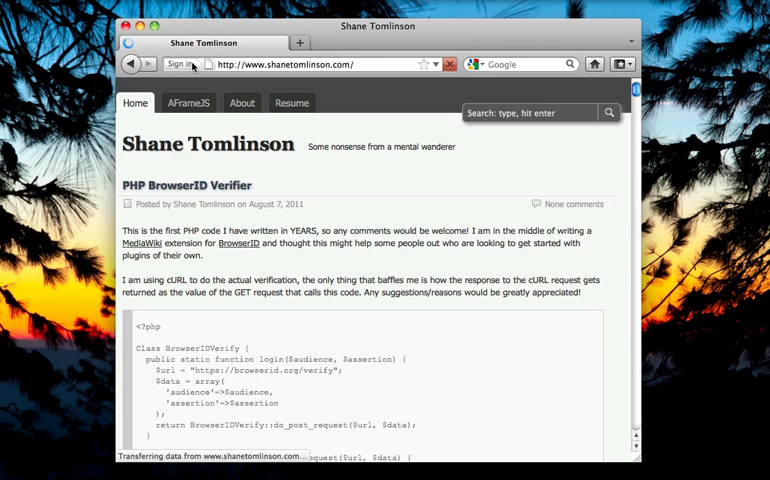 Shane Tomlinson
Shane Tomlinson
Sign in
http://www.shanetomlinson.com/
Google
Home
AFrameJS
About
Resume
Search: type, hit enter
Shane Tomlinson
Some nonsense from a mental wanderer
PHP BrowserID Verifier
Posted by Shane Tomlinson on August 7, 2011
None comments
This is the first PHP code I have written in YEARS, so any comments would be welcome! I am in the middle of writing a
MediaWiki extension for BrowserID and thought this might help some people out who are looking to get started with
plugins of their own.
I am using cURL to do the actual verification, the only thing that baffles me is how the response to the cURL request gets
returned as the value of the GET request that calls this code. Any suggestions/reasons would be greatly appreciated!
<?php
Class BrowserIDVerify {
public static function login($audience, $assertion) {
$url = "https://browserid.org/verify";
$data = array(
'audience'=>$audience,
'assertion'=>$assertion
);
return BrowserIDVerify::do_post_request($url, $data);
}
Transferring data from www.shanetomlinson.com...
quest($url, $data) {